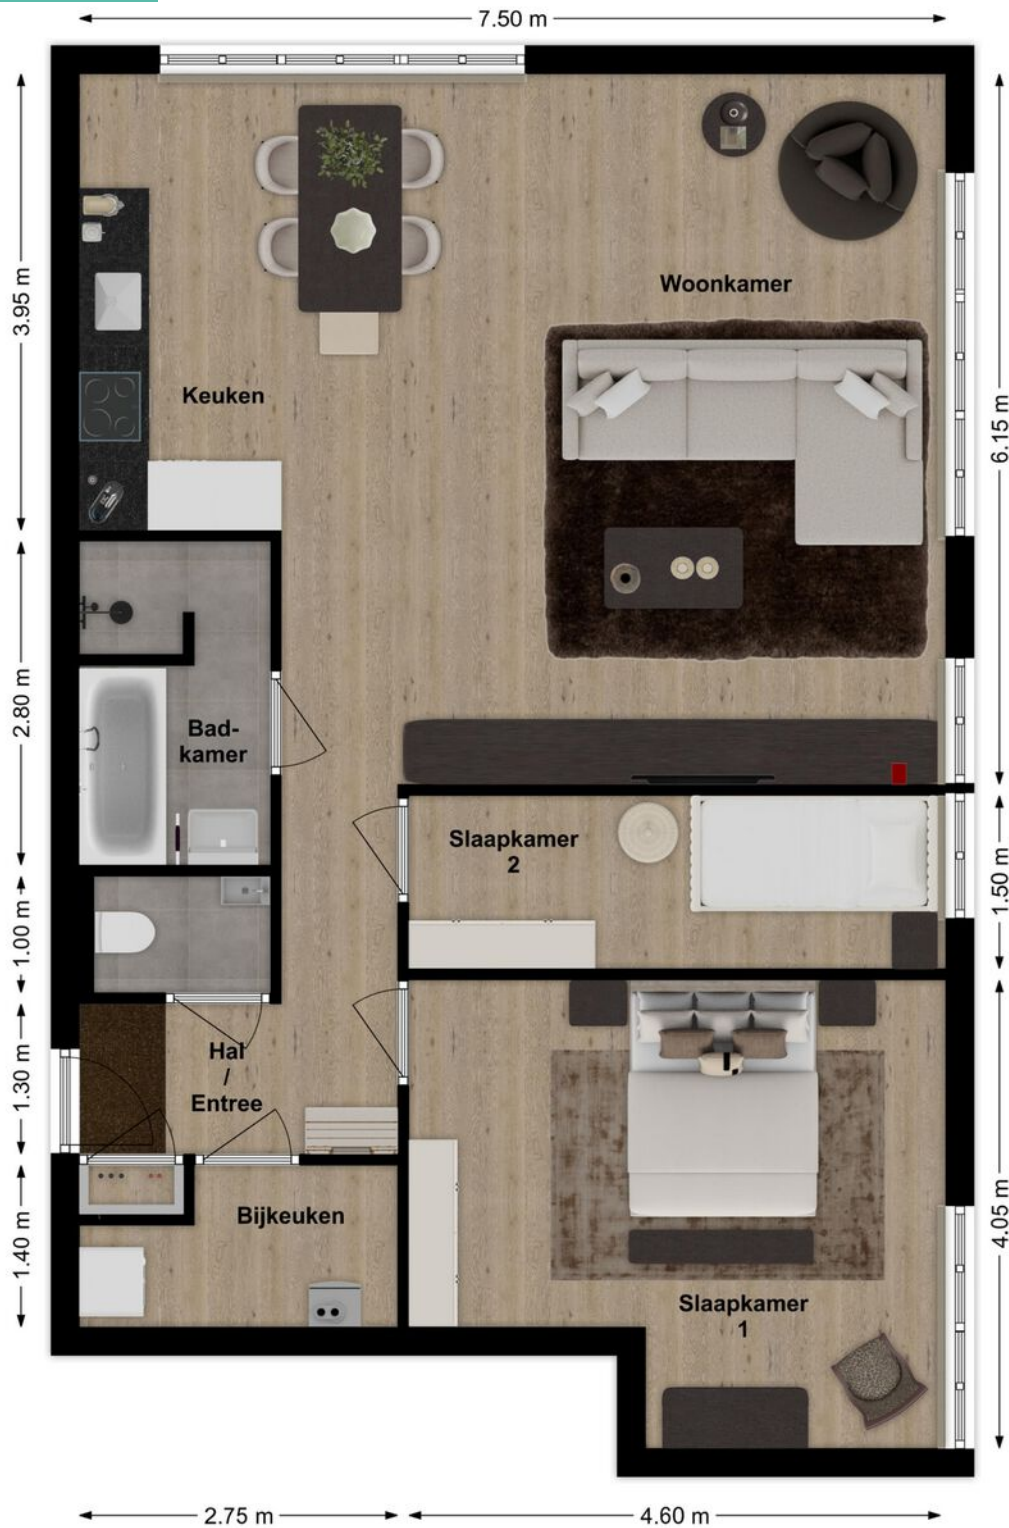 7.50 m
3.95 m
Woonkamer
Keuken
6.15 m
2.80 m
Bad-
kamer
Slaapkamer
2
1.50 m
1.00 m
Hal
/
Entree
1.30 m
Bijkeuken
1.40 m
4.05 m
Slaapkamer
1
2.75 m
4.60 m